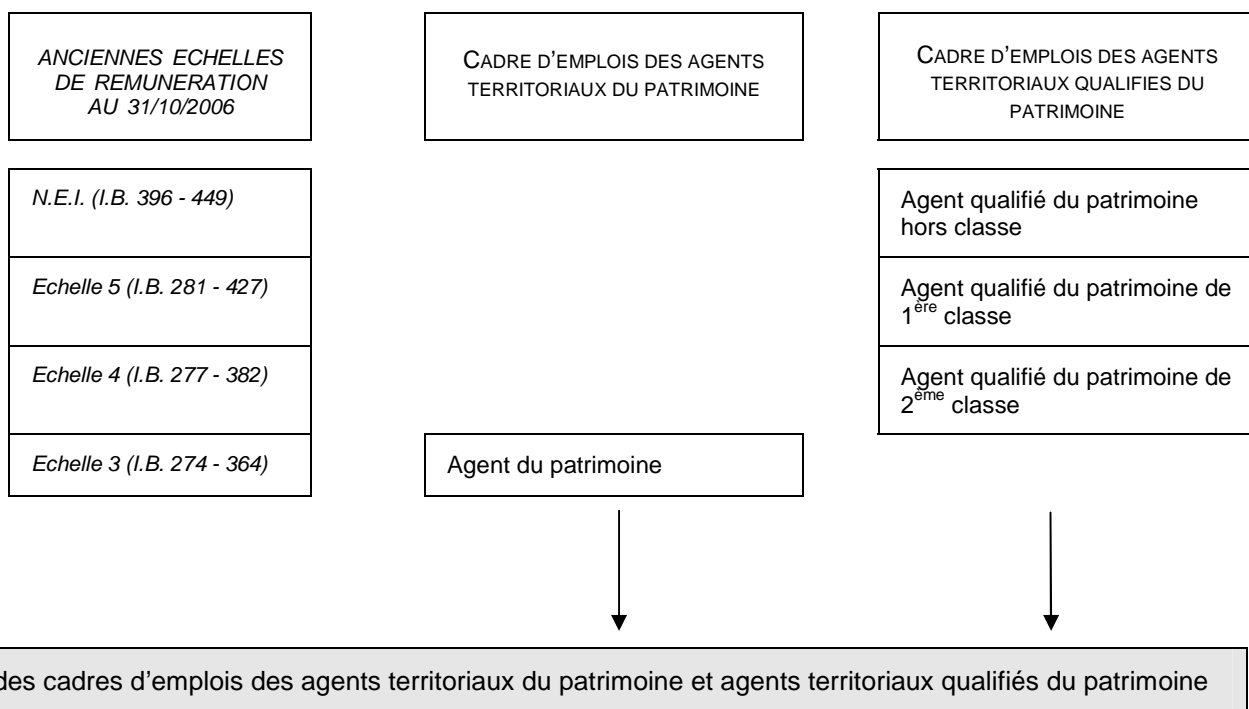 ANCIENNES ECHELLES
DE REMUNERATION
AU 31/10/2006
CADRE D'EMPLOIS DES AGENTS
TERRITORIAUX DU PATRIMOINE
CADRE D'EMPLOIS DES AGENTS
TERRITORIAUX QUALIFIES DU
PATRIMOINE
N.E.I. (I.B. 396 - 449)
Agent qualifié du patrimoine
hors classe
Echelle 5 (I.B. 281 - 427)
Agent qualifié du patrimoine de
1ère classe
Echelle 4 (I.B. 277 - 382)
Agent qualifié du patrimoine de
2ème classe
Echelle 3 (I.B. 274 - 364)
Agent du patrimoine
des cadres d'emplois des agents territoriaux du patrimoine et agents territoriaux qualifiés du patrimoine